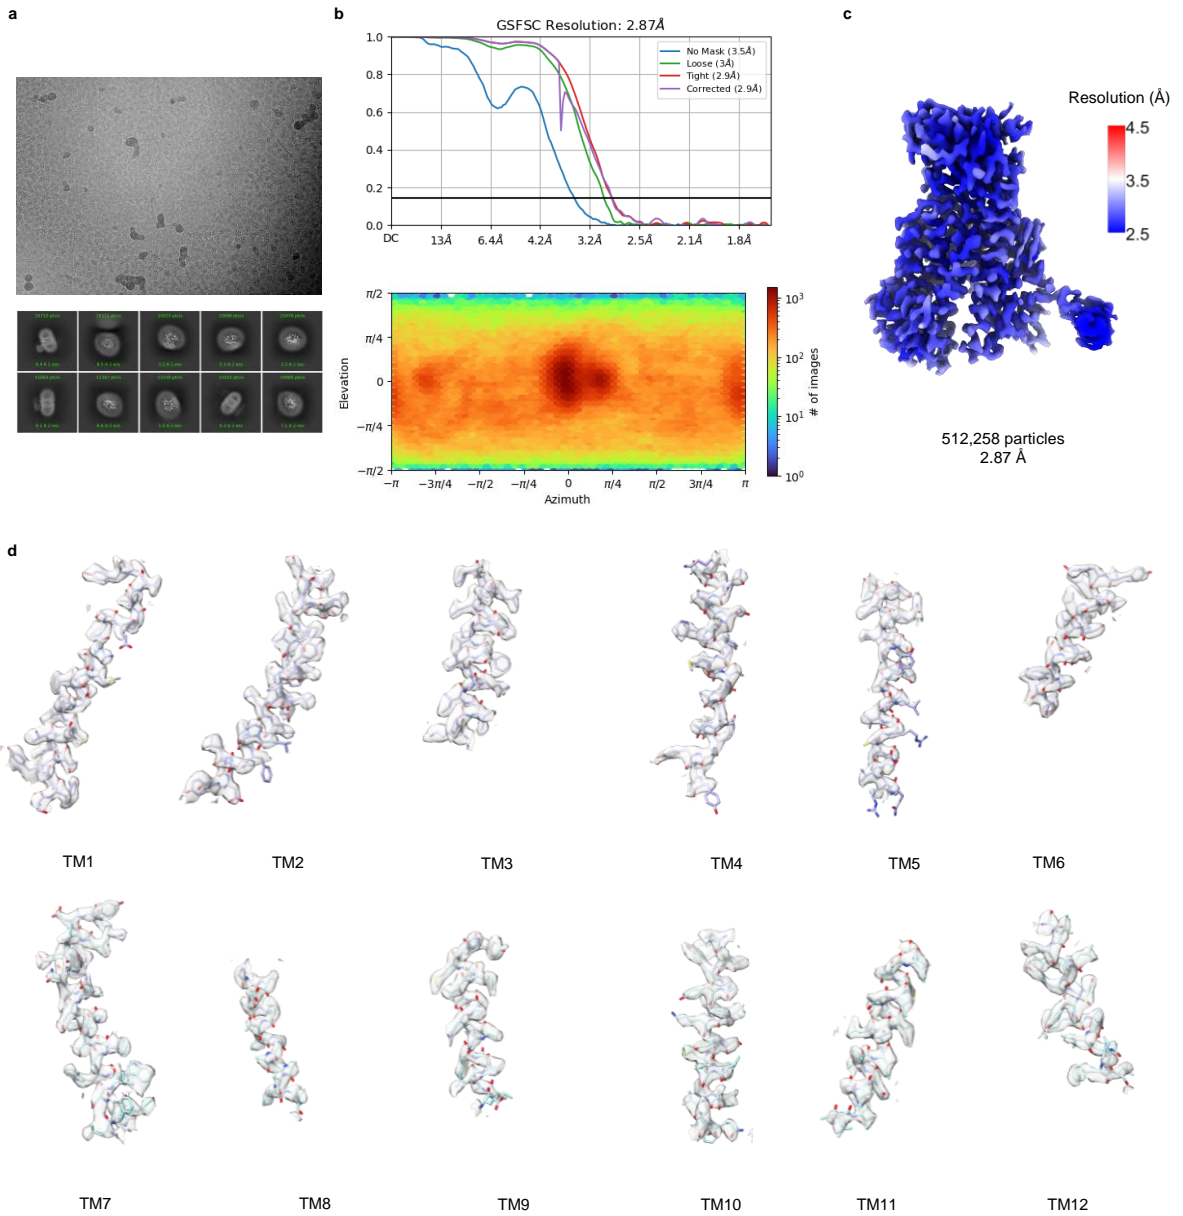 a
b
GSFSC Resolution: 2.87Å
1.0
0.8
0.6
0.4
0.2
0.0
DC
13Å
6.4Å
4.2Å
3.2Å
2.5Å
2.1Å
1.8Å
No Mask (3.5Å)
Loose (3Å)
Tight (2.9Å)
Corrected (2.9Å)
π/2
π/4
0
−π/4
−π/2
Elevation
−π
−3π/4
−π/2
−π/4
0
π/4
π/2
3π/4
π
Azimuth
10³
10²
10¹
10⁰
# of images
c
Resolution (Å)
4.5
3.5
2.5
512,258 particles
2.87 Å
d
TM1
TM2
TM3
TM4
TM5
TM6
TM7
TM8
TM9
TM10
TM11
TM12